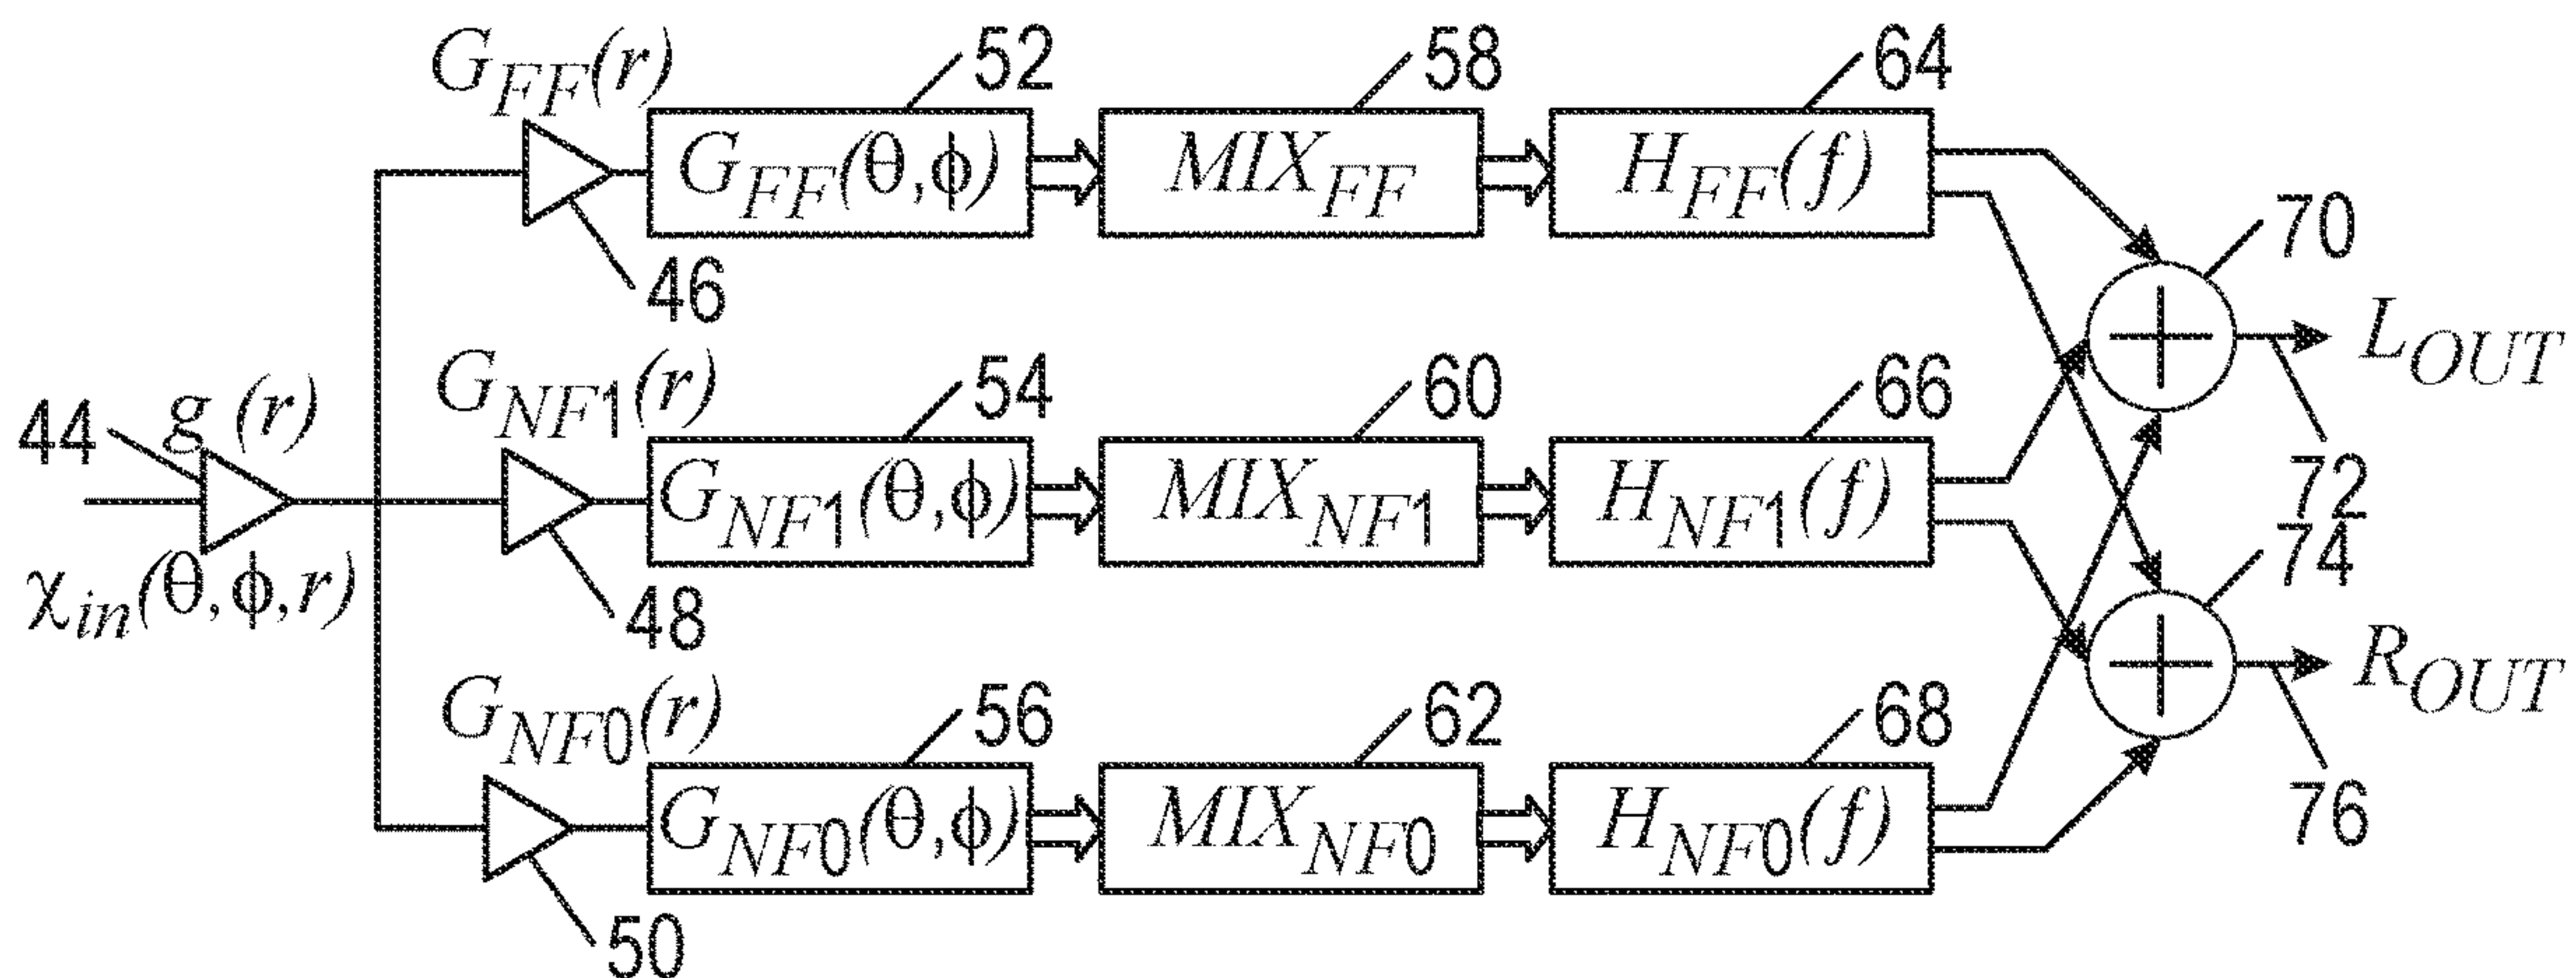 G_FF(r)
52
58
64
G_FF(θ,ϕ)
MIX_FF
H_FF(f)
46
70
L_OUT
G_NF1(r)
54
60
66
44
g (r)
G_NF1(θ,ϕ)
MIX_NF1
H_NF1(f)
72
74
χ_in(θ,ϕ,r)
48
R_OUT
G_NF0(r)
56
62
68
G_NF0(θ,ϕ)
MIX_NF0
H_NF0(f)
76
50